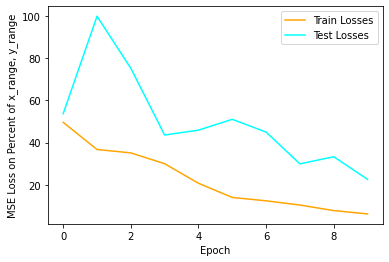 Train Losses
Test Losses
MSE Loss on Percent of x_range, y_range
100
80
60
40
20
0
2
4
6
8
Epoch